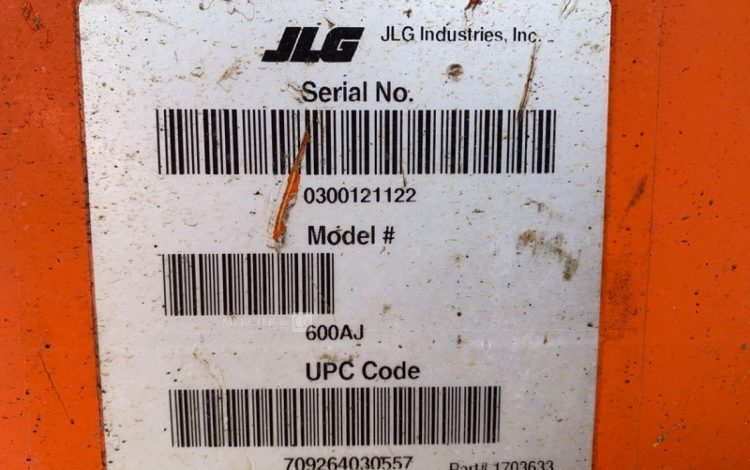 JLG JLG Industries, Inc.
Serial No.
0300121122
Model #
600AJ
UPC Code
709264030557
Part# 1703633